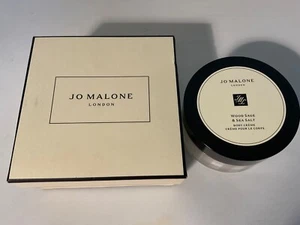 JO MALONE
LONDON
JO MALONE
LONDON
WOOD SAGE
& SEA SALT
BODY CRÈME
CRÈME POUR LE CORPS